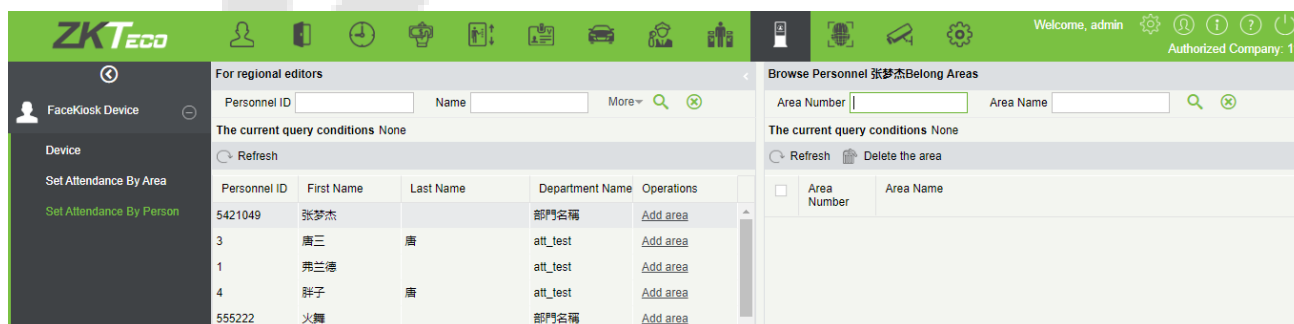 ZKTeco
Welcome, admin
Authorized Company: 1
FaceKiosk Device
Device
Set Attendance By Area
Set Attendance By Person
For regional editors
Personnel ID Name More
The current query conditions None
Refresh
Personnel ID First Name Last Name Department Name Operations
5421049 张梦杰 部門名稱 Add area
3 唐三 唐 att_test Add area
1 弗兰德 att_test Add area
4 胖子 唐 att_test Add area
555222 火舞 部門名稱 Add area
Browse Personnel 张梦杰Belong Areas
Area Number Area Name
The current query conditions None
Refresh Delete the area
Area Number Area Name